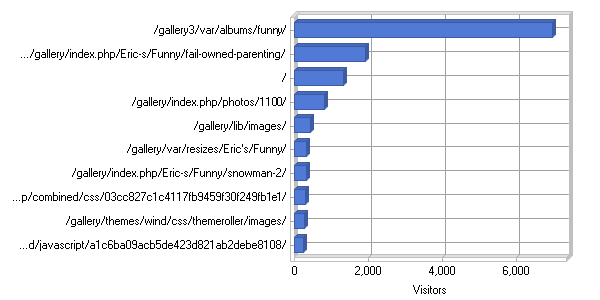 /gallery3/var/albums/funny/
.../gallery/index.php/Eric-s/Funny/fail-owned-parenting/
/
/gallery/index.php/photos/1100/
/gallery/lib/images/
/gallery/var/resizes/Eric's/Funny/
/gallery/index.php/Eric-s/Funny/snowman-2/
...p/combined/css/03cc827c1c4117fb9459f30f249fb1e1/
/gallery/themes/wind/css/themeroller/images/
...d/javascript/a1c6ba09acb5de423d821ab2debe8108/
0 2,000 4,000 6,000
Visitors